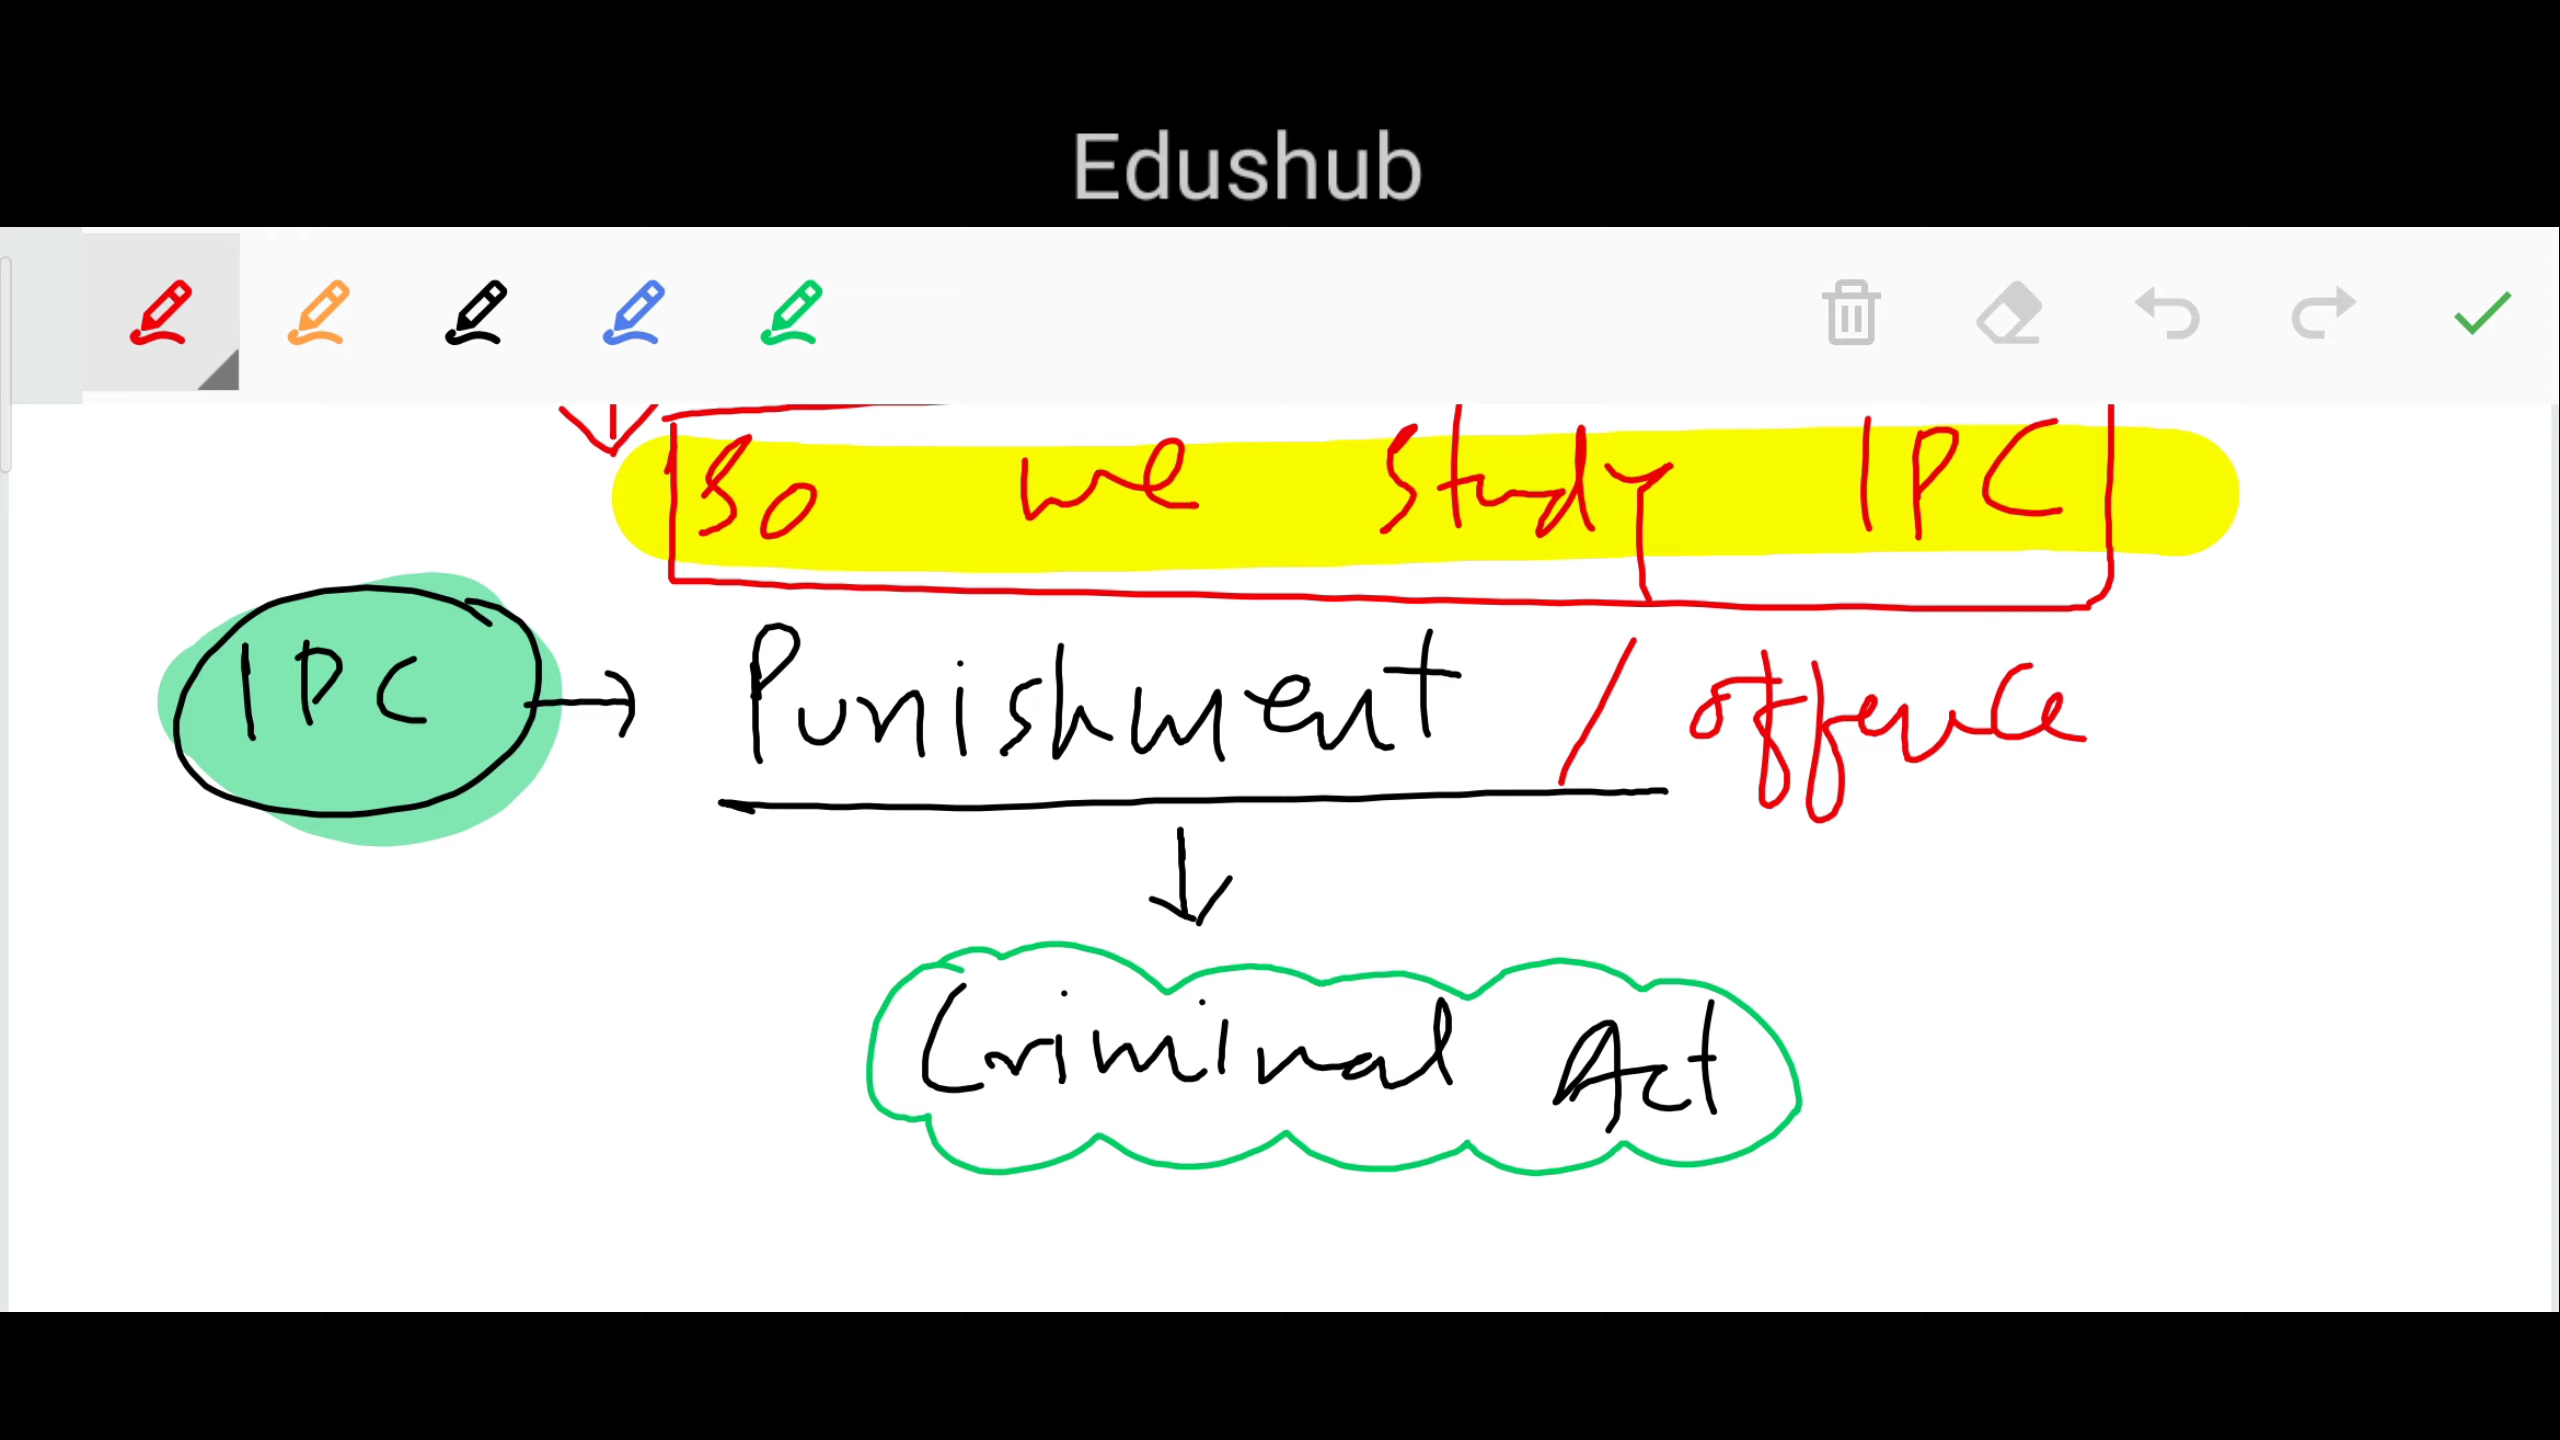 Edushub
So we study IPC
IPC → Punishment / offence
↓
Criminal Act